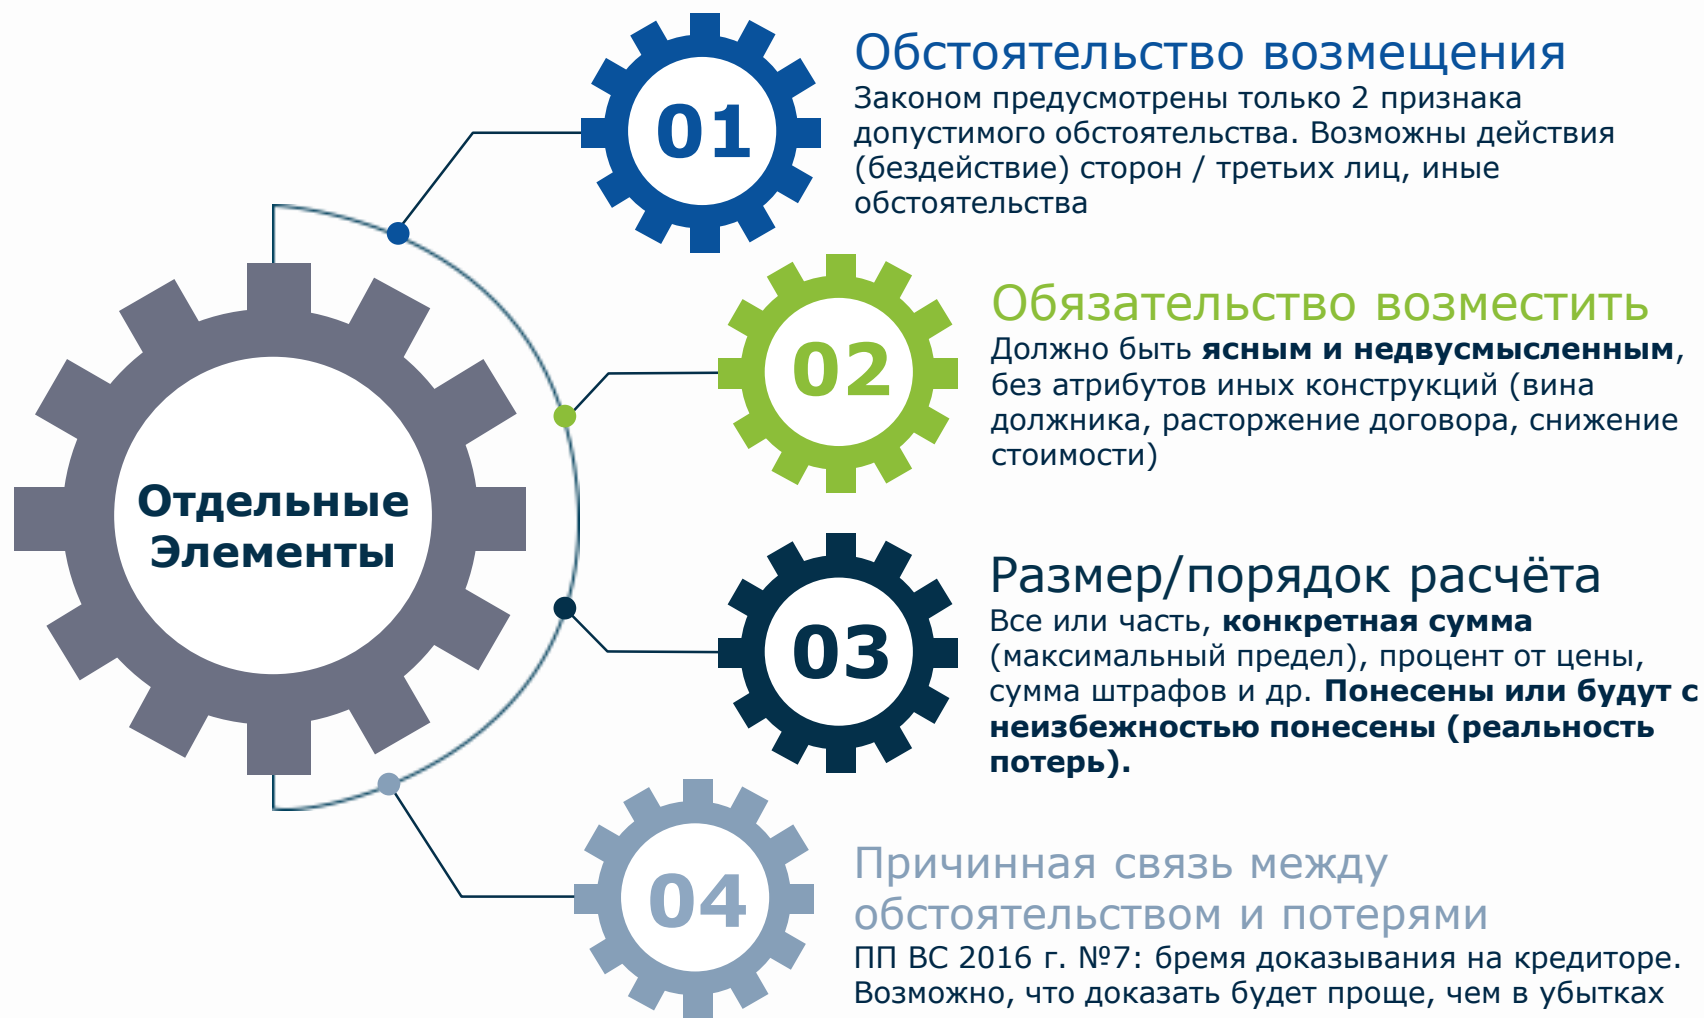 Отдельные
Элементы
01
Обстоятельство возмещения
Законом предусмотрены только 2 признака
допустимого обстоятельства. Возможны действия
(бездействие) сторон / третьих лиц, иные
обстоятельства
02
Обязательство возместить
Должно быть ясным и недвусмысленным,
без атрибутов иных конструкций (вина
должника, расторжение договора, снижение
стоимости)
03
Размер/порядок расчёта
Все или часть, конкретная сумма
(максимальный предел), процент от цены,
сумма штрафов и др. Понесены или будут с
неизбежностью понесены (реальность
потерь).
04
Причинная связь между
обстоятельством и потерями
ПП ВС 2016 г. №7: бремя доказывания на кредиторе.
Возможно, что доказать будет проще, чем в убытках